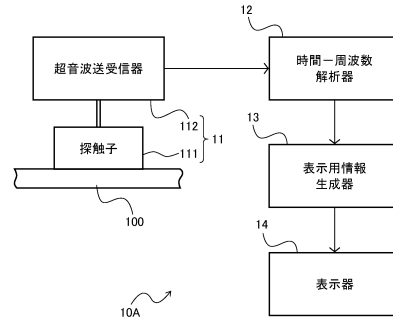 12
超音波送受信器
時間－周波数
解析器
112
11
13
探触子
111
表示用情報
生成器
100
14
表示器
10A